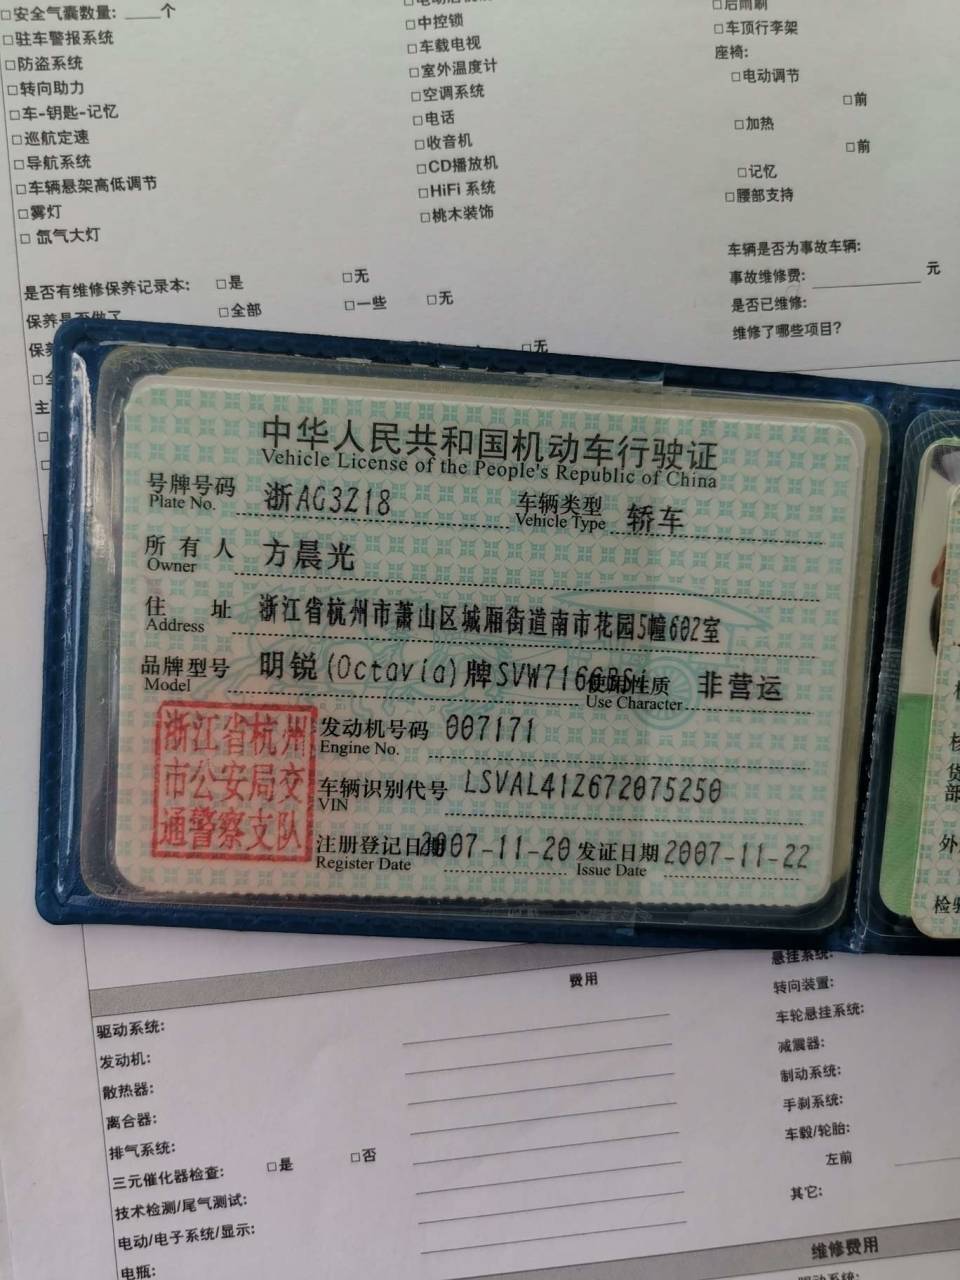 □安全气囊数量: ____个
□驻车警报系统
□防盗系统
□转向助力
□车-钥匙-记忆
□巡航定速
□导航系统
□车辆悬架高低调节
□雾灯
□ 氙气大灯
□中控锁
□车载电视
□室外温度计
□空调系统
□电话
□收音机
□CD播放机
□HiFi 系统
□桃木装饰
□后雨刷
□车顶行李架
座椅:
□电动调节
□前
□加热
□前
□记忆
□腰部支持
是否有维修保养记录本: □是 □无
□全部 □一些 □无
□无
车辆是否为事故车辆:
事故维修费: ____元
是否已维修:
维修了哪些项目?
中华人民共和国机动车行驶证
Vehicle License of the People's Republic of China
号牌号码 浙AG3Z18 车辆类型 轿车
Plate No. Vehicle Type
所有人 方晨光
Owner
住址 浙江省杭州市萧山区城厢街道南市花园5幢602室
Address
品牌型号 明锐(Octavia)牌SVW7166 使用性质 非营运
Model Use Character
浙江省杭州
市公安局交
通警察支队
发动机号码 007171
Engine No.
车辆识别代号 LSVAL41Z672075250
VIN
注册登记日期 2007-11-20 发证日期 2007-11-22
Register Date Issue Date
外
检验
费用
驱动系统:
发动机:
散热器:
离合器:
排气系统:
三元催化器检查: □是 □否
技术检测/尾气测试:
电动/电子系统/显示:
电瓶:
悬挂系统:
转向装置:
车轮悬挂系统:
减震器:
制动系统:
手刹系统:
车毂/轮胎:
左前
其它:
维修费用